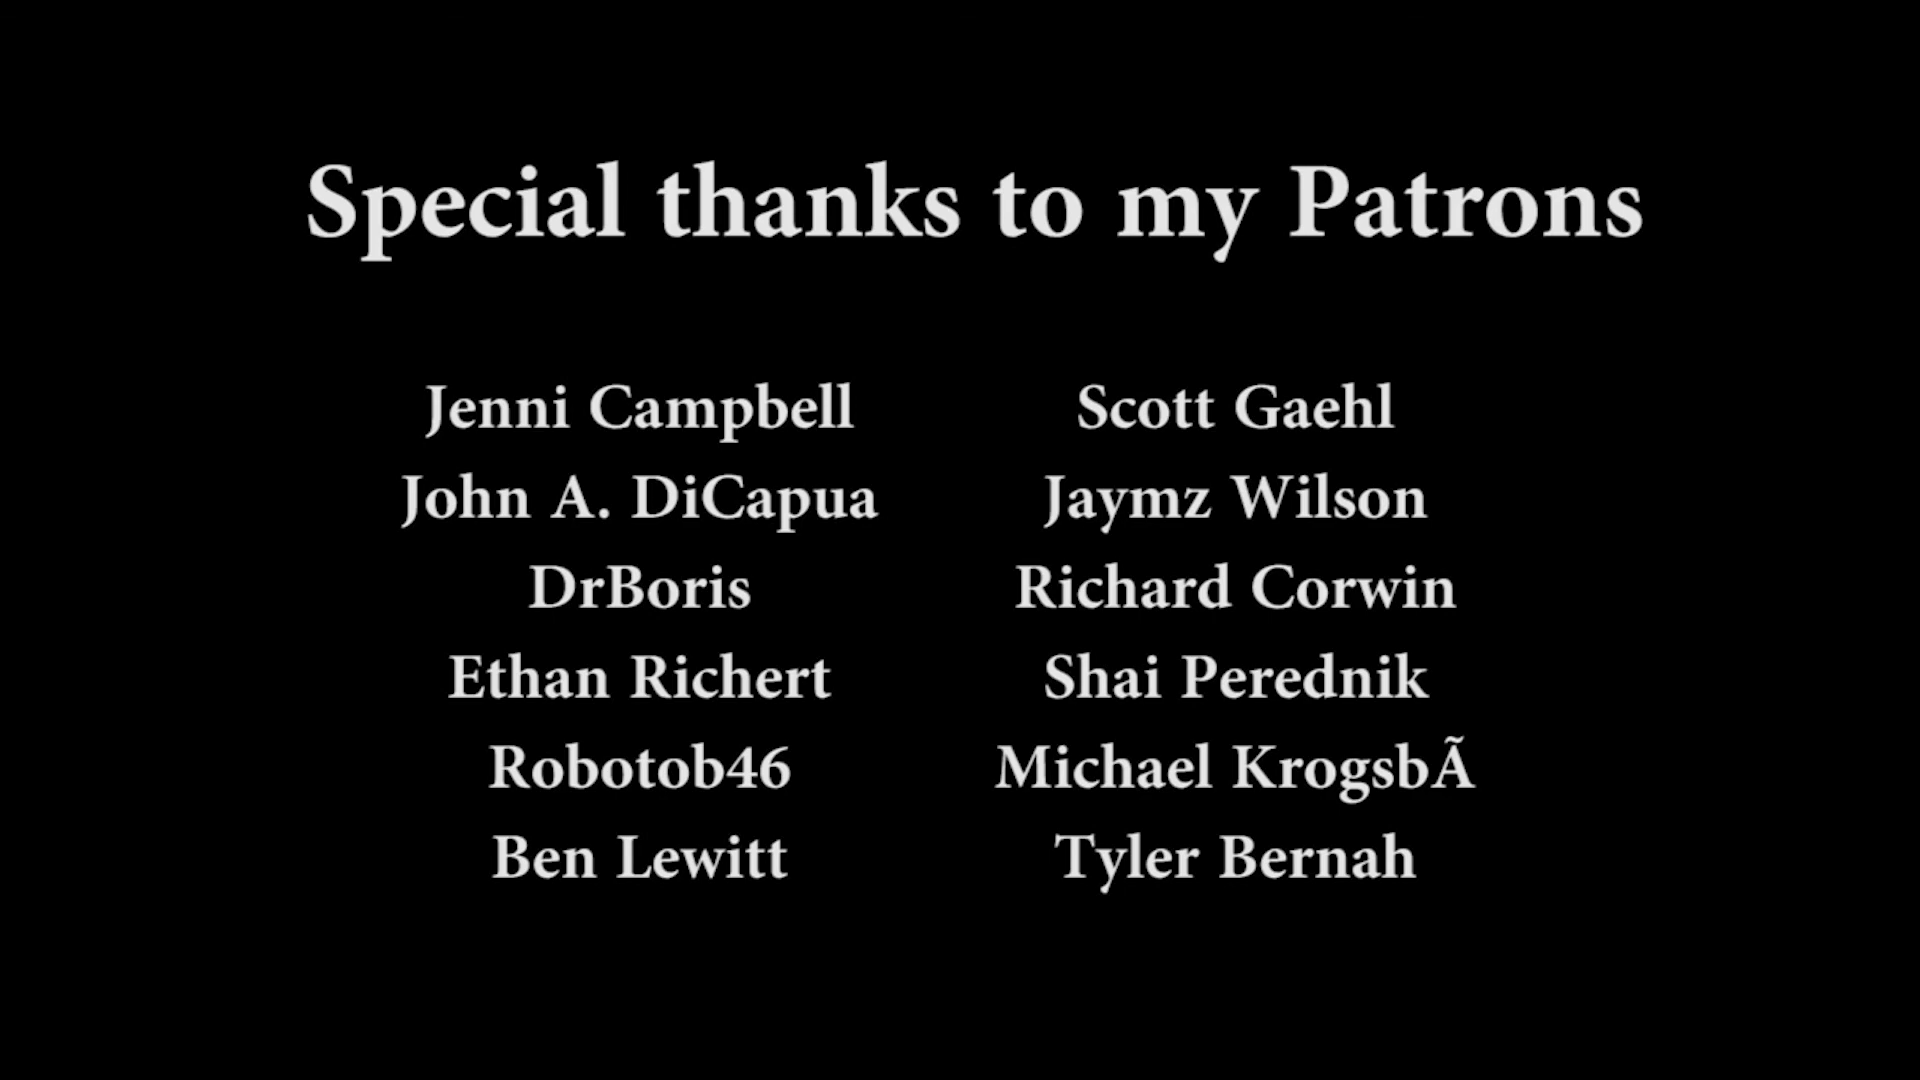 Special thanks to my Patrons
Jenni Campbell
John A. DiCapua
DrBoris
Ethan Richert
Robotob46
Ben Lewitt
Scott Gaehl
Jaymz Wilson
Richard Corwin
Shai Perednik
Michael KrogsbÃ
Tyler Bernah